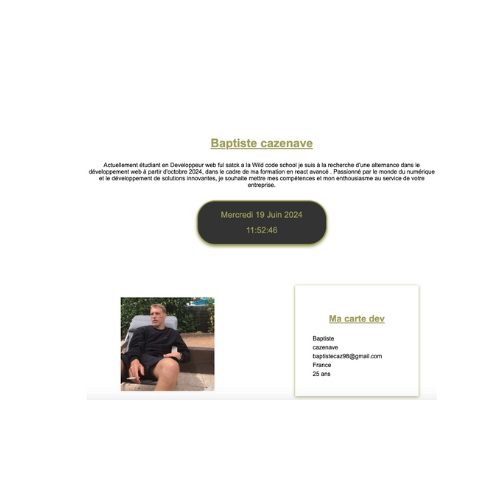 Baptiste cazenave
Actuellement étudiant en Developpeur web ful satck a la Wild code school je suis à la recherche d'une alternance dans le
développement web à partir d'octobre 2024, dans le cadre de ma formation en react avancé . Passionné par le monde du numérique
et le développement de solutions innovantes, je souhaite mettre mes compétences et mon enthousiasme au service de votre
entreprise.
Mercredi 19 Juin 2024
11:52:46
Ma carte dev
Baptiste
cazenave
baptistecaz98@gmail.com
France
25 ans